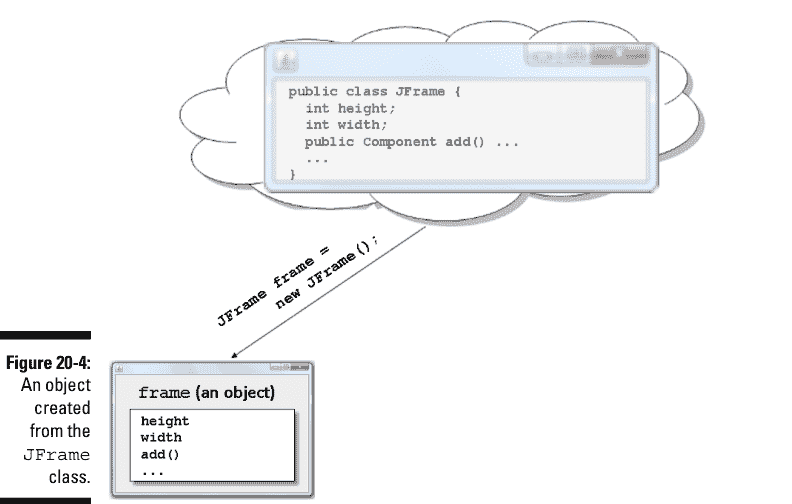 public class JFrame {
int height;
int width;
public Component add() ...
...
}
JFrame frame =
new JFrame();
Figure 20-4:
An object
created
from the
JFrame
class.
frame (an object)
height
width
add()
...